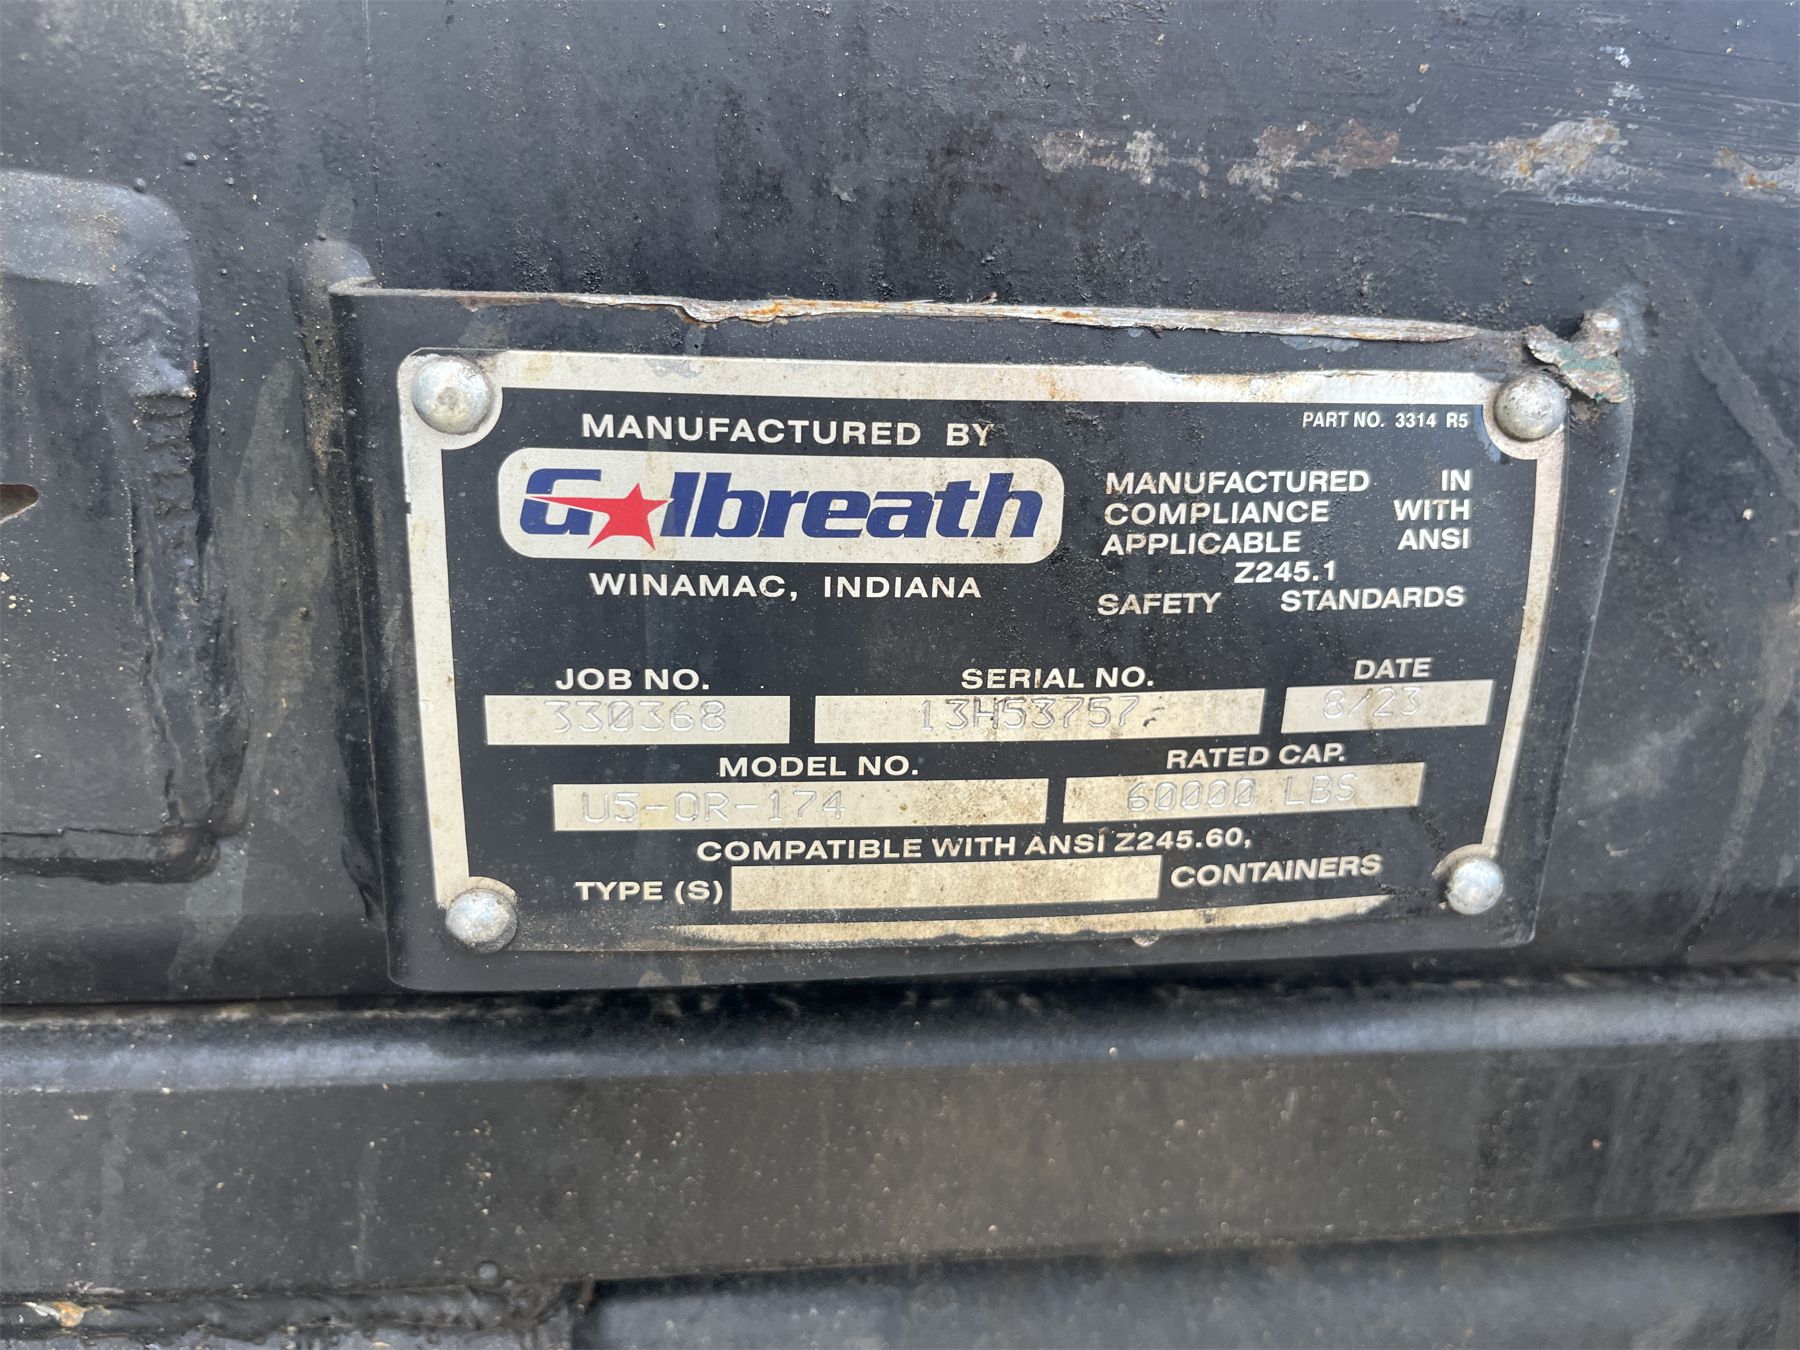 MANUFACTURED BY
Galbreath
WINAMAC, INDIANA
PART NO. 3314 R5
MANUFACTURED IN
COMPLIANCE WITH
APPLICABLE ANSI
Z245.1
SAFETY STANDARDS
JOB NO. SERIAL NO. DATE
330368 13H53757 8/23
MODEL NO. RATED CAP.
U5-OR-174 60000 LBS
COMPATIBLE WITH ANSI Z245.60,
TYPE (S) CONTAINERS